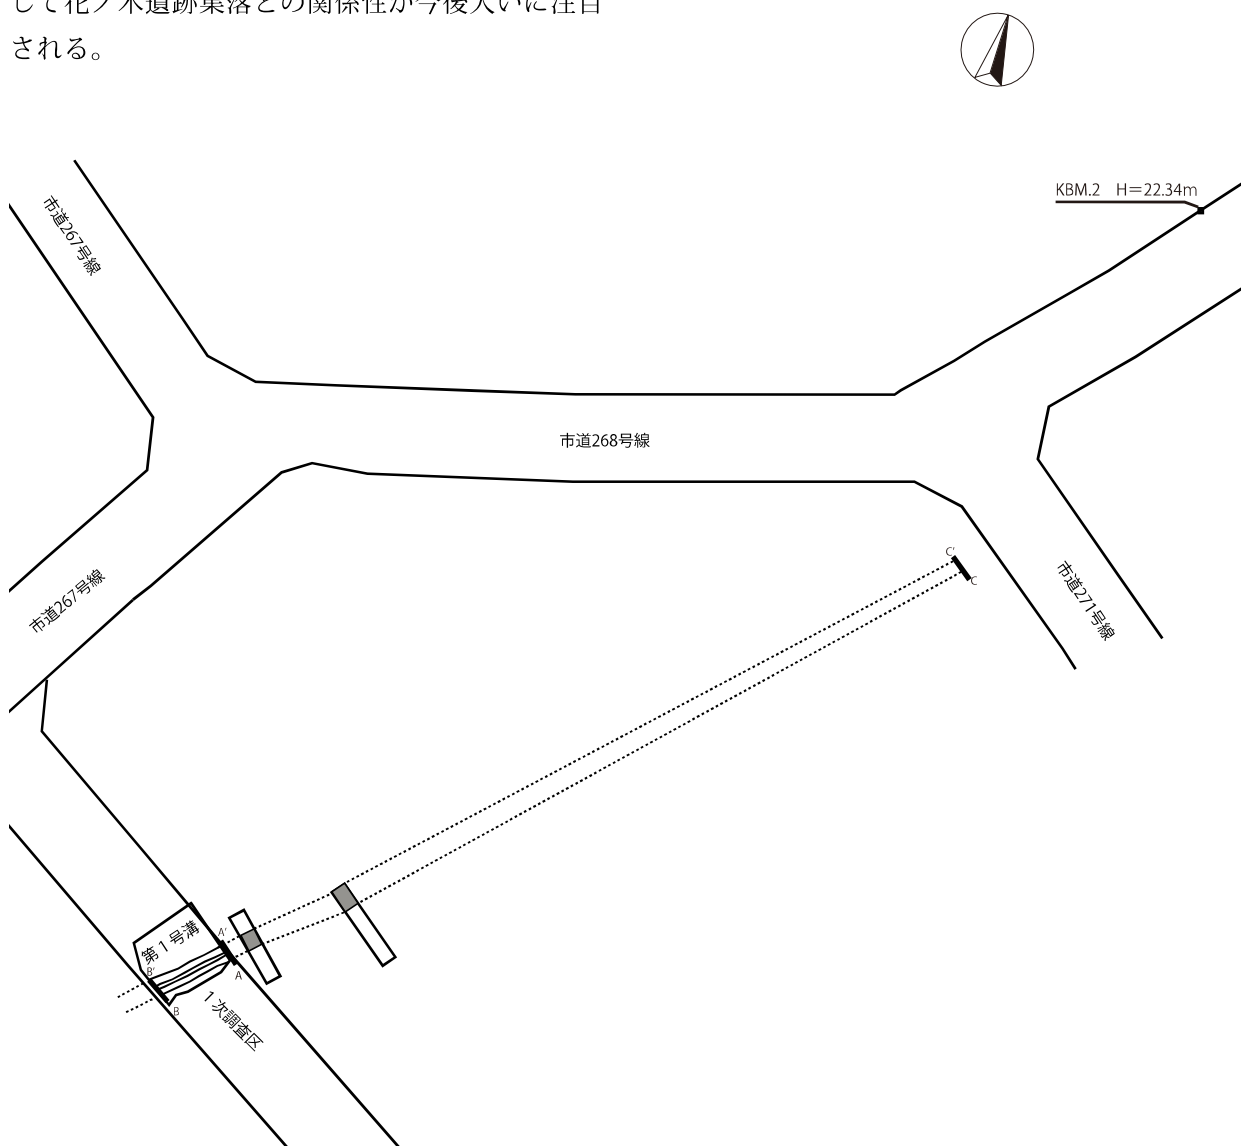 して花ノ木遺跡集落との関係性が今後大いに注目
される。
KBM.2 H＝22.34m
市道267号線
市道268号線
C'
C
市道271号線
市道267号線
第１号溝
A'
A
B'
B
１次調査区